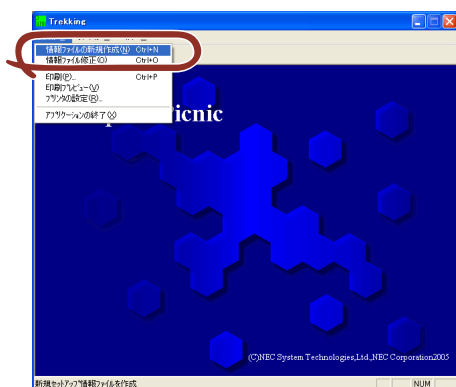 Trekking
情報ファイルの新規作成(N) Ctrl+N
情報ファイル修正(O) Ctrl+O
印刷(P)... Ctrl+P
印刷プレビュー(V)
プリンタの設定(R)...
アプリケーションの終了(X)
icnic
(C)NEC System Technologies,Ltd.,NEC Corporation2005
新規セットアップ情報ファイルを作成
NUM